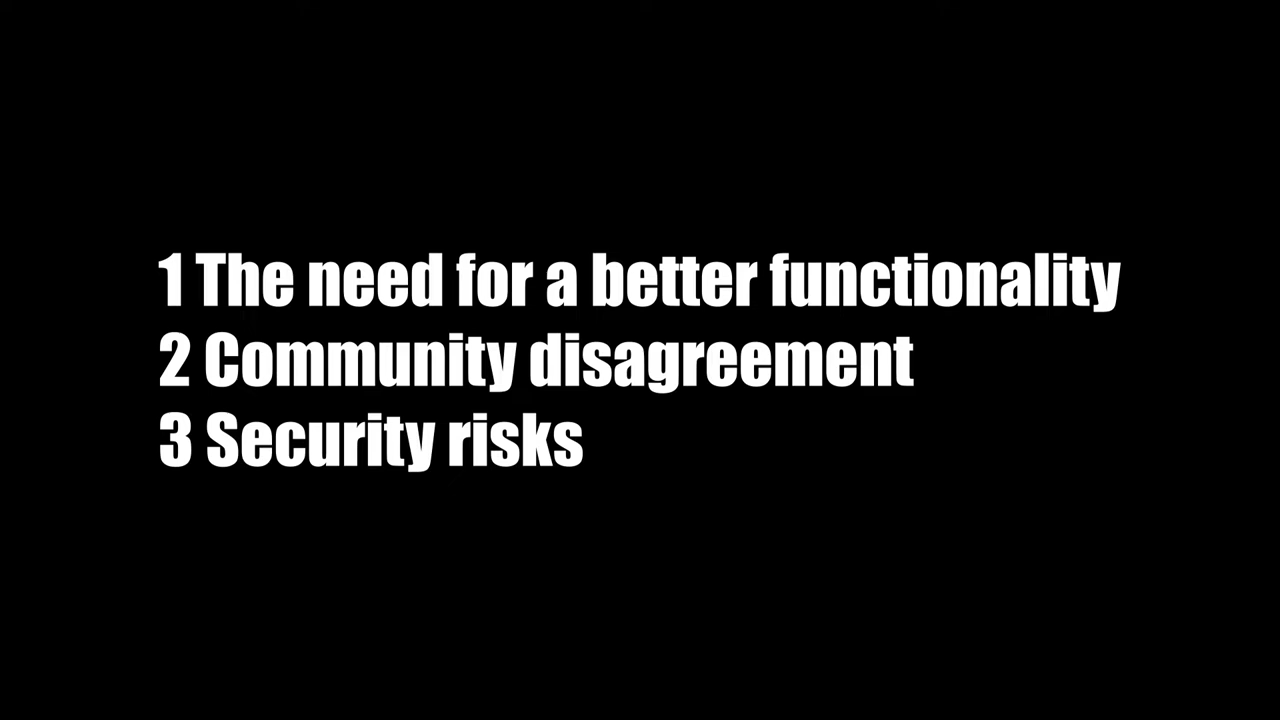 1 The need for a better functionality
2 Community disagreement
3 Security risks